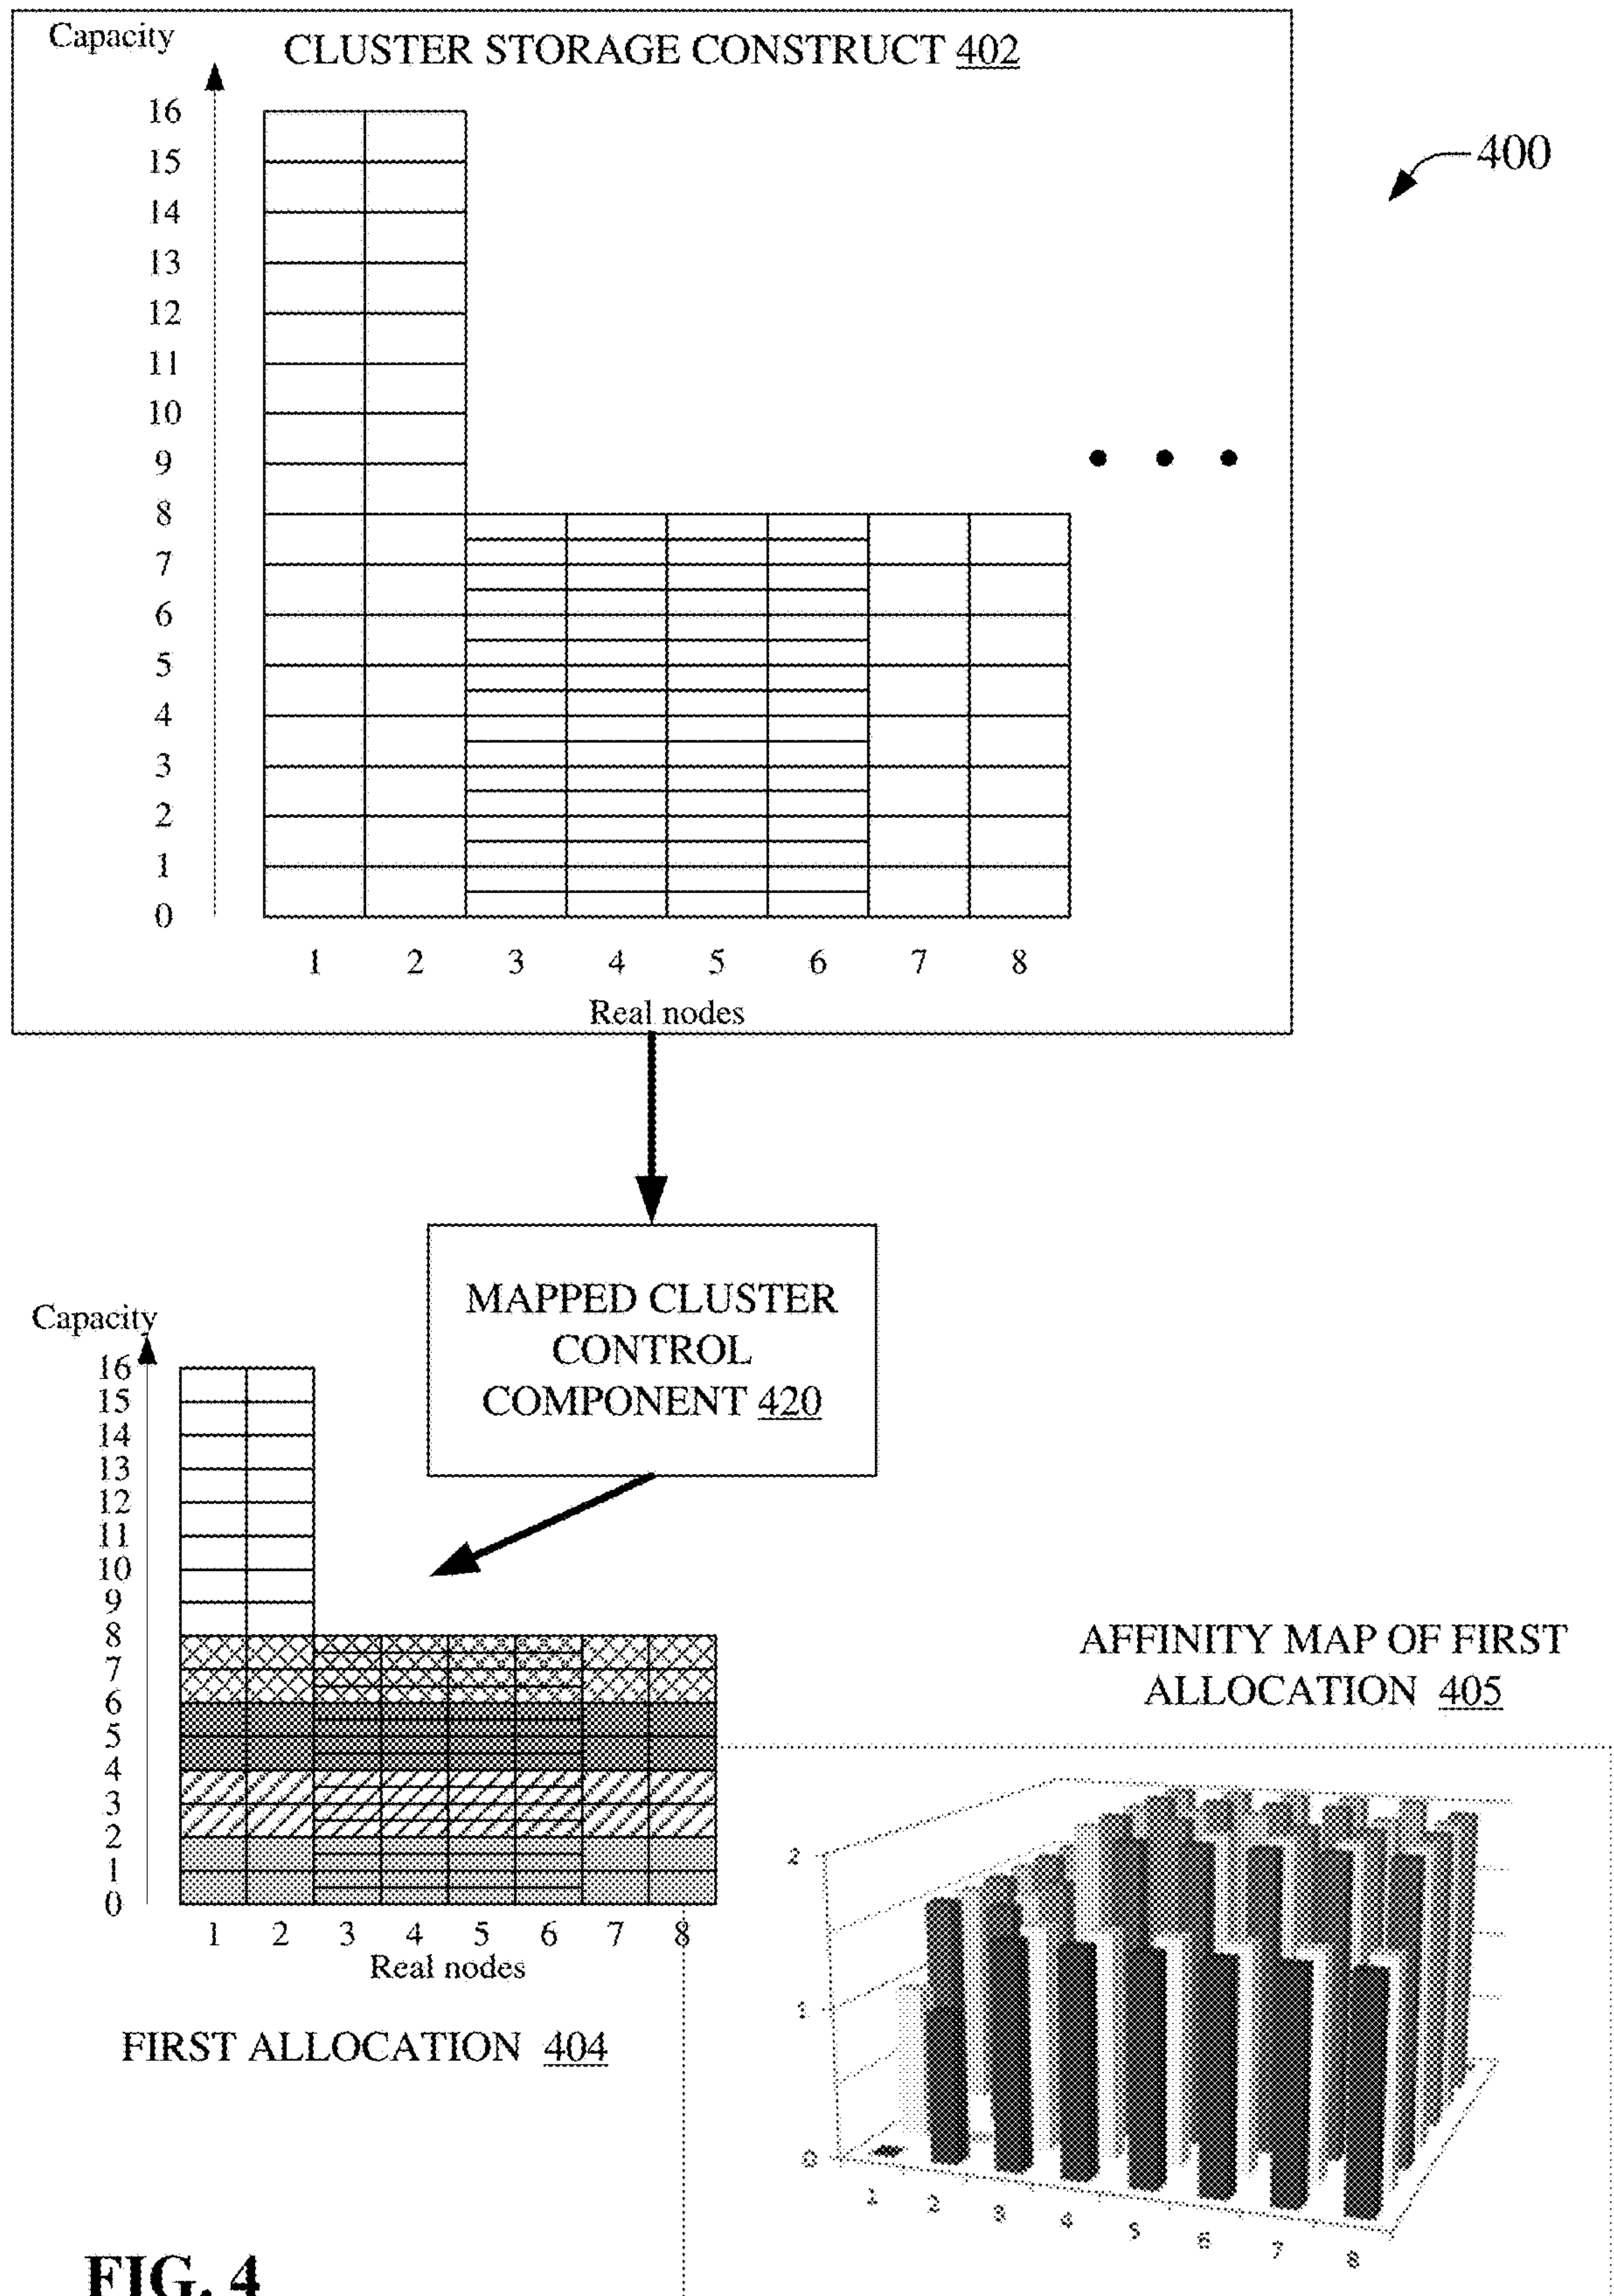 Capacity
CLUSTER STORAGE CONSTRUCT 402
400
16
15
14
13
12
11
10
9
8
7
6
5
4
3
2
1
0
1 2 3 4 5 6 7 8
Real nodes
MAPPED CLUSTER
CONTROL
COMPONENT 420
Capacity
16
15
14
13
12
11
10
9
8
7
6
5
4
3
2
1
0
1 2 3 4 5 6 7 8
Real nodes
FIRST ALLOCATION 404
AFFINITY MAP OF FIRST
ALLOCATION 405
2
1
0
1 2 3 4 5 6 7 8
FIG. 4